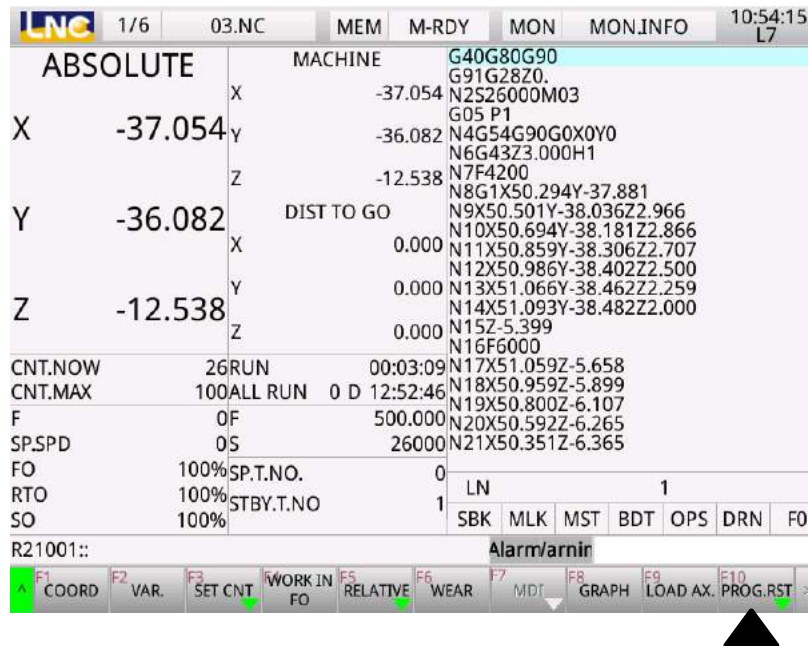 LNC 1/6 03.NC MEM M-RDY MON MON.INFO 10:54:15
L7
ABSOLUTE
X -37.054
Y -36.082
Z -12.538
MACHINE
X -37.054
Y -36.082
Z -12.538
DIST TO GO
X 0.000
Y 0.000
Z 0.000
G40G80G90
G91G28Z0.
N2S26000M03
G05 P1
N4G54G90G0X0Y0
N6G43Z3.000H1
N7F4200
N8G1X50.294Y-37.881
N9X50.501Y-38.036Z2.966
N10X50.694Y-38.181Z2.866
N11X50.859Y-38.306Z2.707
N12X50.986Y-38.402Z2.500
N13X51.066Y-38.462Z2.259
N14X51.093Y-38.482Z2.000
N15Z-5.399
N16F6000
N17X51.059Z-5.658
N18X50.959Z-5.899
N19X50.800Z-6.107
N20X50.592Z-6.265
N21X50.351Z-6.365
CNT.NOW 26 RUN 00:03:09
CNT.MAX 100 ALL RUN 0 D 12:52:46
F 0 F 500.000
SP.SPD 0 S 26000
FO 100% SP.T.NO. 0
RTO 100% STBY.T.NO 1
SO 100%
LN 1
SBK MLK MST BDT OPS DRN F0
R21001:: Alarm/arnin
^ F1 COORD F2 VAR. F3 SET CNT F4 WORK IN FO F5 RELATIVE F6 WEAR F7 MDI F8 GRAPH F9 LOAD AX. F10 PROG.RST >